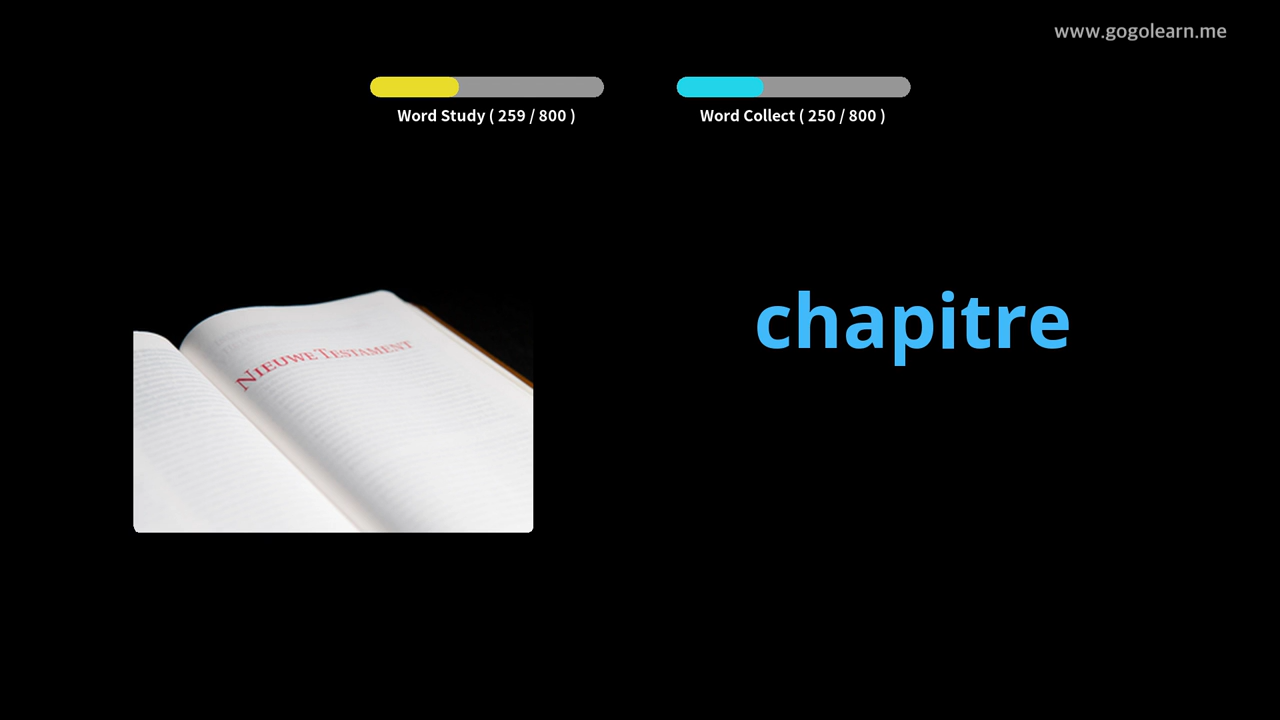 www.gogolearn.me
Word Study ( 259 / 800 )
Word Collect ( 250 / 800 )
NIEUWE TESTAMENT
chapitre